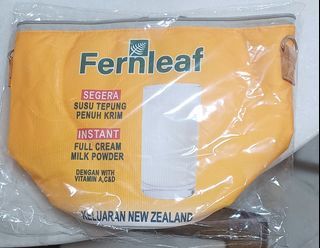 Fernleaf
SEGERA
SUSU TEPUNG
PENUH KRIM
INSTANT
FULL CREAM
MILK POWDER
DENGAN WITH
VITAMIN A,C&D
KELUARAN NEW ZEALAND